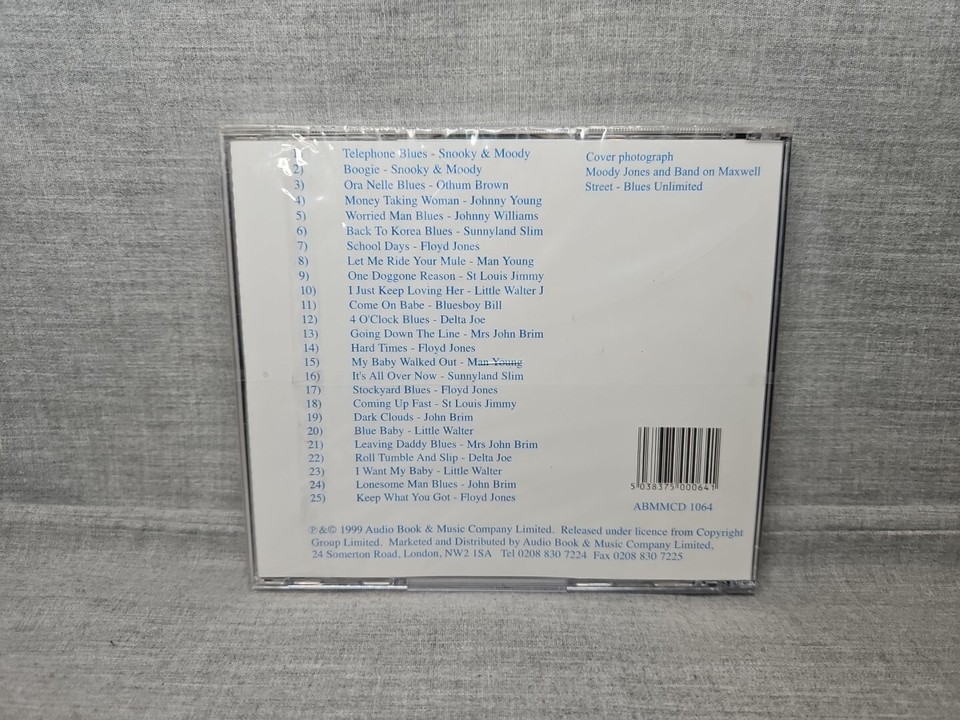 1) Telephone Blues - Snooky & Moody
2) Boogie - Snooky & Moody
3) Ora Nelle Blues - Othum Brown
4) Money Taking Woman - Johnny Young
5) Worried Man Blues - Johnny Williams
6) Back To Korea Blues - Sunnyland Slim
7) School Days - Floyd Jones
8) Let Me Ride Your Mule - Man Young
9) One Doggone Reason - St Louis Jimmy
10) I Just Keep Loving Her - Little Walter J
11) Come On Babe - Bluesboy Bill
12) 4 O'Clock Blues - Delta Joe
13) Going Down The Line - Mrs John Brim
14) Hard Times - Floyd Jones
15) My Baby Walked Out - Man Young
16) It's All Over Now - Sunnyland Slim
17) Stockyard Blues - Floyd Jones
18) Coming Up Fast - St Louis Jimmy
19) Dark Clouds - John Brim
20) Blue Baby - Little Walter
21) Leaving Daddy Blues - Mrs John Brim
22) Roll Tumble And Slip - Delta Joe
23) I Want My Baby - Little Walter
24) Lonesome Man Blues - John Brim
25) Keep What You Got - Floyd Jones
Cover photograph
Moody Jones and Band on Maxwell
Street - Blues Unlimited
5 038375 000641
ABMMCD 1064
℗&© 1999 Audio Book & Music Company Limited. Released under licence from Copyright
Group Limited. Marketed and Distributed by Audio Book & Music Company Limited,
24 Somerton Road, London, NW2 1SA Tel 0208 830 7224 Fax 0208 830 7225